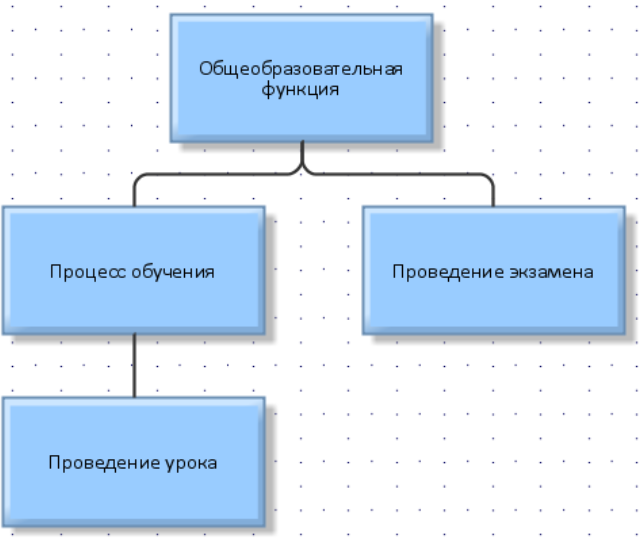 Общеобразовательная
функция
Процесс обучения
Проведение экзамена
Проведение урока